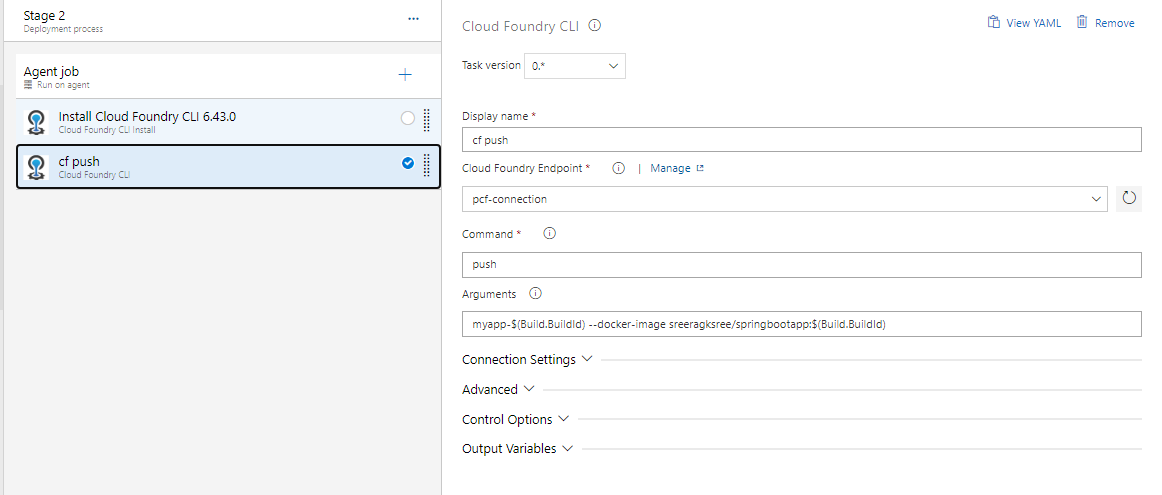 Stage 2
Deployment process
Agent job
Run on agent
Install Cloud Foundry CLI 6.43.0
Cloud Foundry CLI Install
cf push
Cloud Foundry CLI
Cloud Foundry CLI
View YAML
Remove
Task version
0.*
Display name *
cf push
Cloud Foundry Endpoint *
| Manage
pcf-connection
Command *
push
Arguments
myapp-$(Build.BuildId) --docker-image sreeragksree/springbootapp:$(Build.BuildId)
Connection Settings
Advanced
Control Options
Output Variables